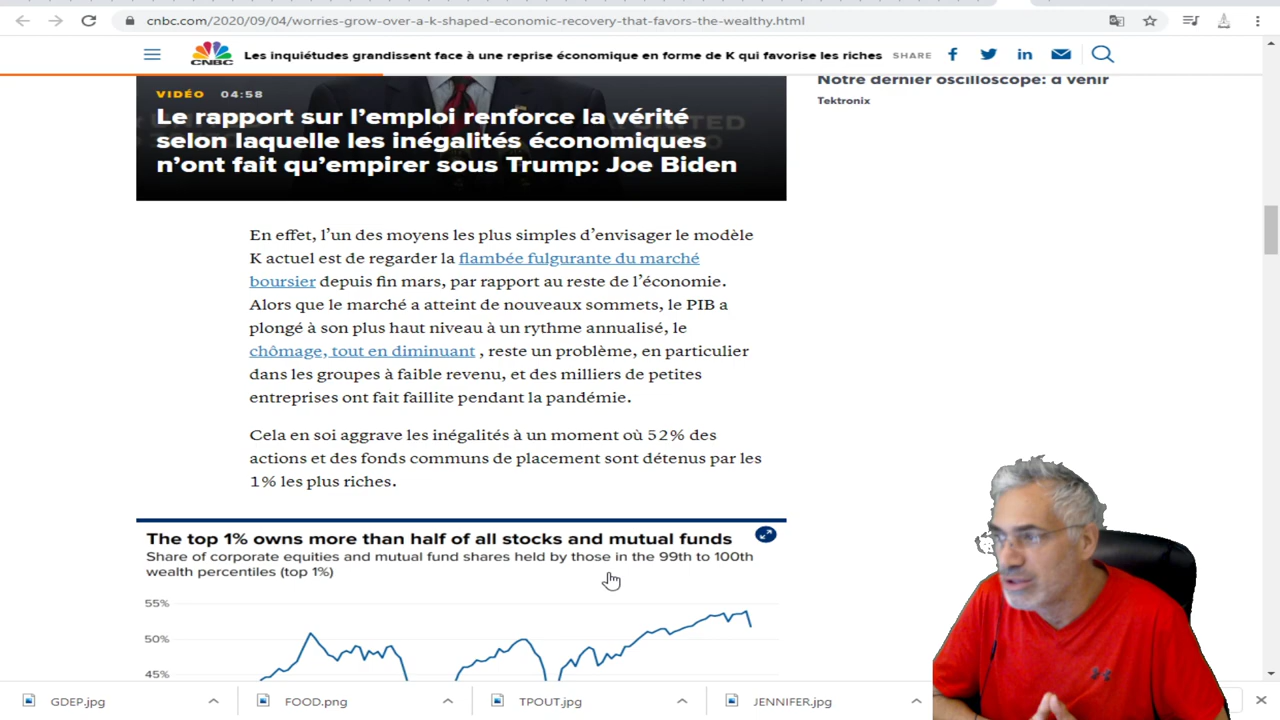 cnbc.com/2020/09/04/worries-grow-over-a-k-shaped-economic-recovery-that-favors-the-wealthy.html
CNBC Les inquiétudes grandissent face à une reprise économique en forme de K qui favorise les riches SHARE
VIDÉO 04:58
Le rapport sur l'emploi renforce la vérité
selon laquelle les inégalités économiques
n'ont fait qu'empirer sous Trump: Joe Biden
Notre dernier oscilloscope: à venir
Tektronix
En effet, l'un des moyens les plus simples d'envisager le modèle
K actuel est de regarder la flambée fulgurante du marché
boursier depuis fin mars, par rapport au reste de l'économie.
Alors que le marché a atteint de nouveaux sommets, le PIB a
plongé à son plus haut niveau à un rythme annualisé, le
chômage, tout en diminuant , reste un problème, en particulier
dans les groupes à faible revenu, et des milliers de petites
entreprises ont fait faillite pendant la pandémie.
Cela en soi aggrave les inégalités à un moment où 52% des
actions et des fonds communs de placement sont détenus par les
1% les plus riches.
The top 1% owns more than half of all stocks and mutual funds
Share of corporate equities and mutual fund shares held by those in the 99th to 100th
wealth percentiles (top 1%)
55%
50%
45%
GDEP.jpg FOOD.png TPOUT.jpg JENNIFER.jpg